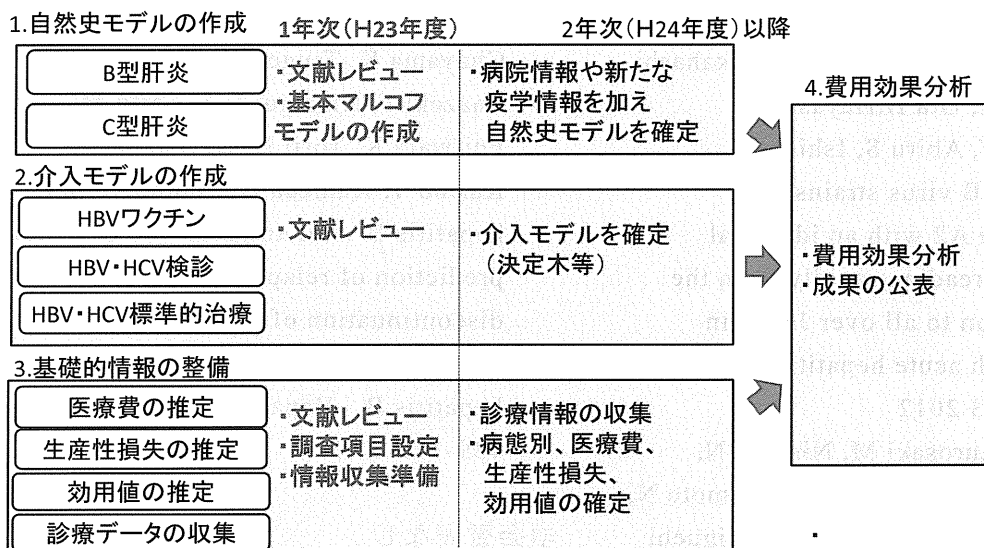 1.自然史モデルの作成
1年次(H23年度)
2年次(H24年度)以降
B型肝炎
C型肝炎
・文献レビュー
・基本マルコフ
モデルの作成
・病院情報や新たな
疫学情報を加え
自然史モデルを確定
2.介入モデルの作成
HBVワクチン
HBV・HCV検診
HBV・HCV標準的治療
・文献レビュー
・介入モデルを確定
(決定木等)
3.基礎的情報の整備
医療費の推定
生産性損失の推定
効用値の推定
診療データの収集
・文献レビュー
・調査項目設定
・情報収集準備
・診療情報の収集
・病態別、医療費、
生産性損失、
効用値の確定
4.費用効果分析
・費用効果分析
・成果の公表